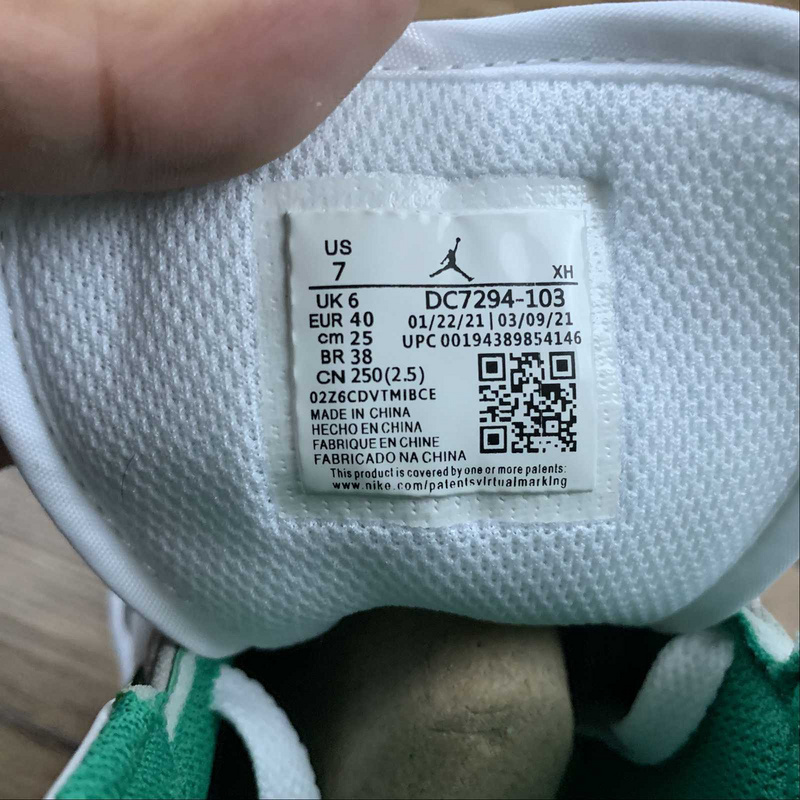 US
7
XH
UK 6
DC7294-103
EUR 40
01/22/21 | 03/09/21
cm 25
UPC 00194389854146
BR 38
CN 250(2.5)
02Z6CDVTMIBCE
MADE IN CHINA
HECHO EN CHINA
FABRIQUE EN CHINE
FABRICADO NA CHINA
This product is covered by one or more patents:
www.nike.com/patentsvirtualmarking